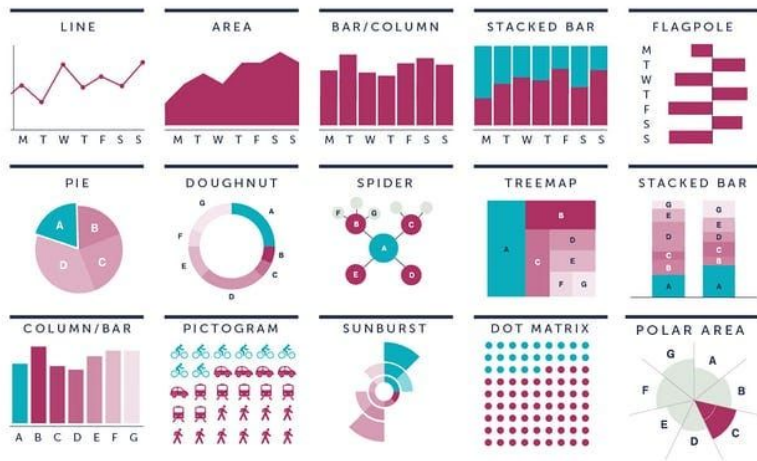 LINE
M T W T F S S
AREA
M T W T F S S
BAR/COLUMN
M T W T F S S
STACKED BAR
M T W T F S S
FLAGPOLE
M
T
W
T
F
S
S
PIE
A B
D C
DOUGHNUT
G A
F
B
E C
D
SPIDER
F B G C
A
E D
TREEMAP
A B
C D
E
F G
STACKED BAR
G
E
D
C
B
A
G
E
D
C
B
A
COLUMN/BAR
A B C D E F G
PICTOGRAM
SUNBURST
DOT MATRIX
POLAR AREA
G A
F B
E C
D